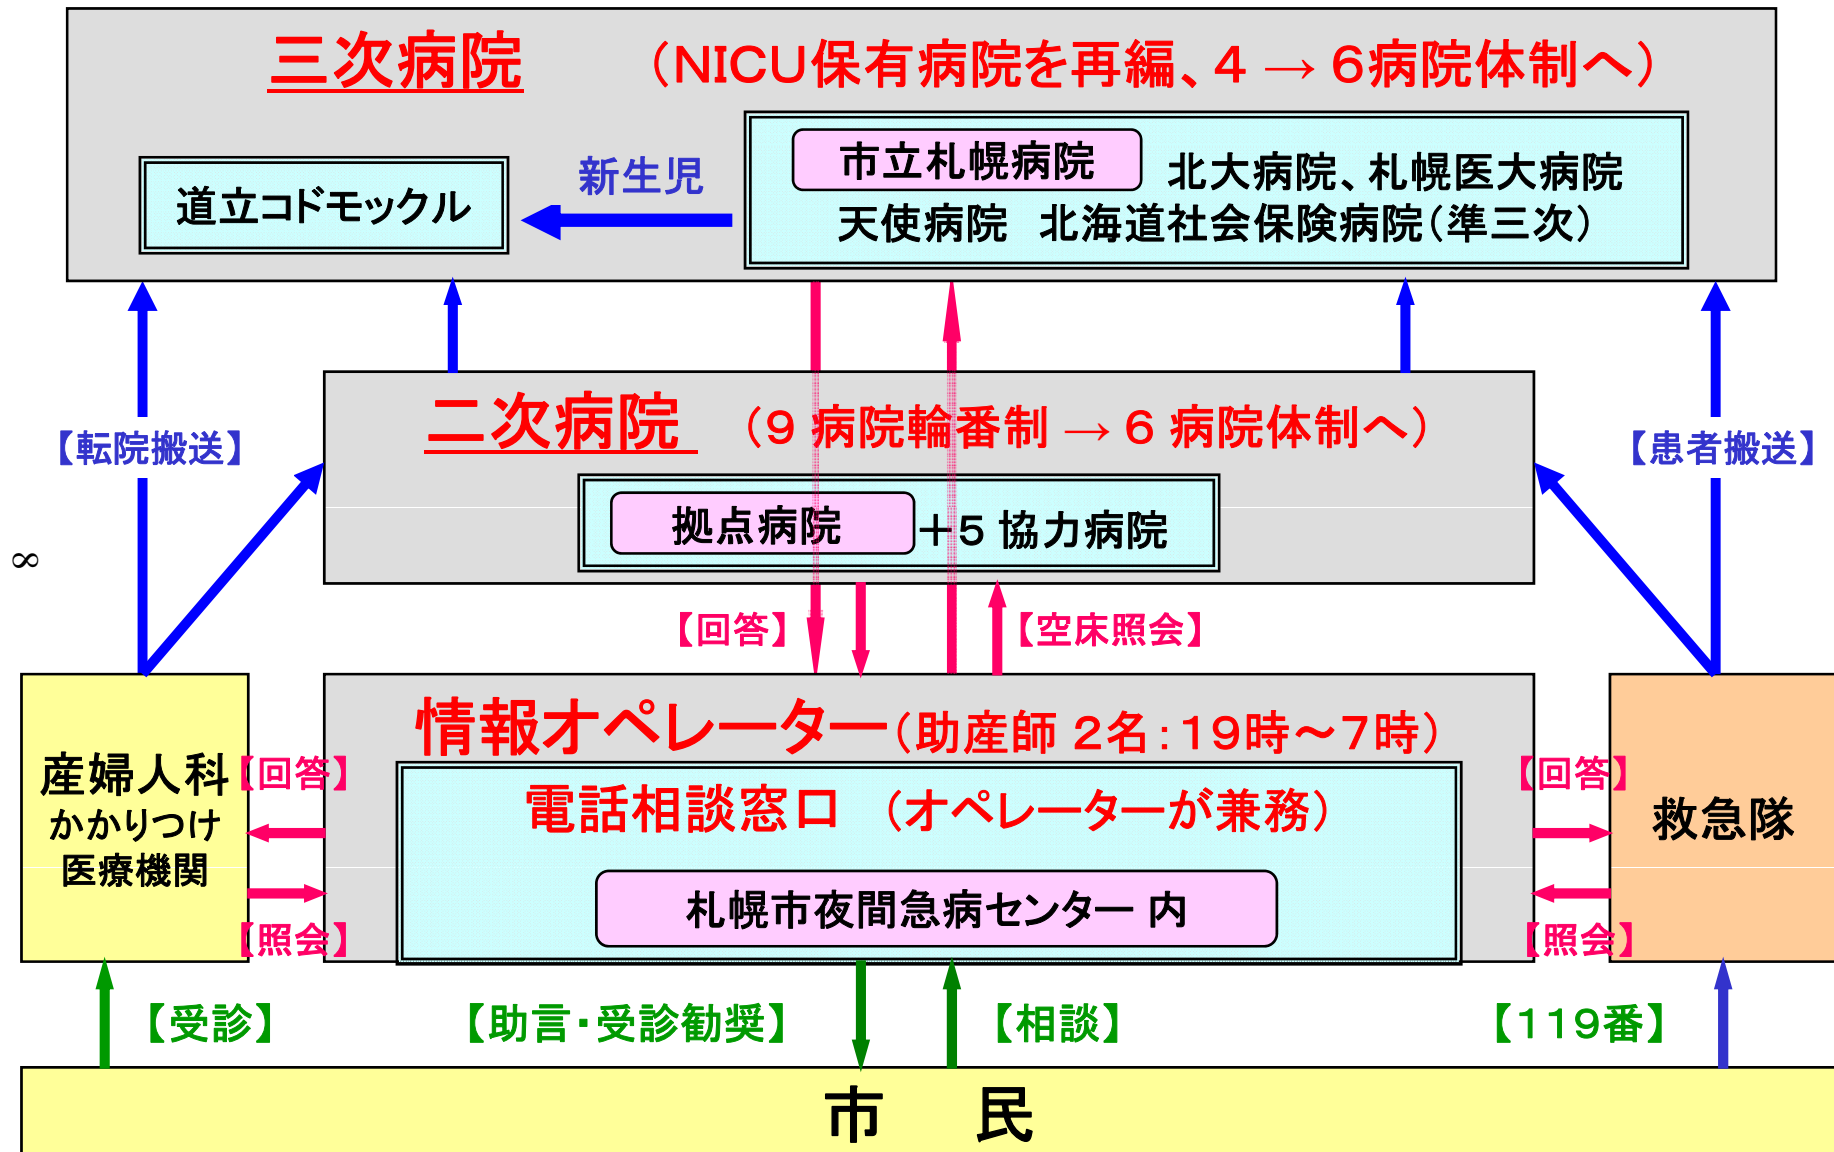 三次病院 （NICU保有病院を再編、4 → 6病院体制へ）
市立札幌病院 北大病院、札幌医大病院
天使病院 北海道社会保険病院（準三次）
新生児
道立コドモックル
二次病院 （9 病院輪番制 → 6 病院体制へ）
拠点病院 ＋5 協力病院
【転院搬送】
【患者搬送】
∞
【回答】
【空床照会】
情報オペレーター（助産師 2名：19時～7時）
電話相談窓口 （オペレーターが兼務）
札幌市夜間急病センター 内
産婦人科
かかりつけ
医療機関
【回答】
【照会】
【回答】
【照会】
救急隊
【受診】
【助言・受診勧奨】
【相談】
【119番】
市 民